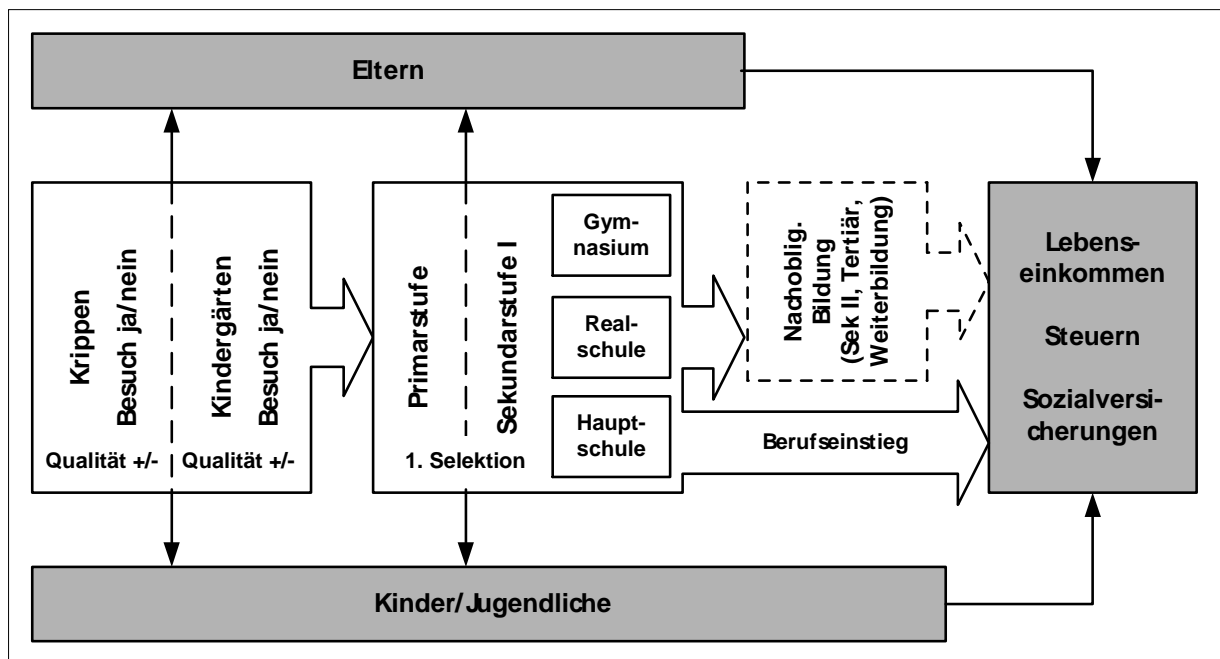 Eltern
Krippen
Besuch ja/nein
Kindergärten
Besuch ja/nein
Qualität +/-
Qualität +/-
Primarstufe
Sekundarstufe I
1. Selektion
Gym-
nasium
Real-
schule
Haupt-
schule
Nachoblig.
Bildung
(Sek II, Tertiär,
Weiterbildung)
Berufseinstieg
Lebens-
einkommen
Steuern
Sozialversi-
cherungen
Kinder/Jugendliche